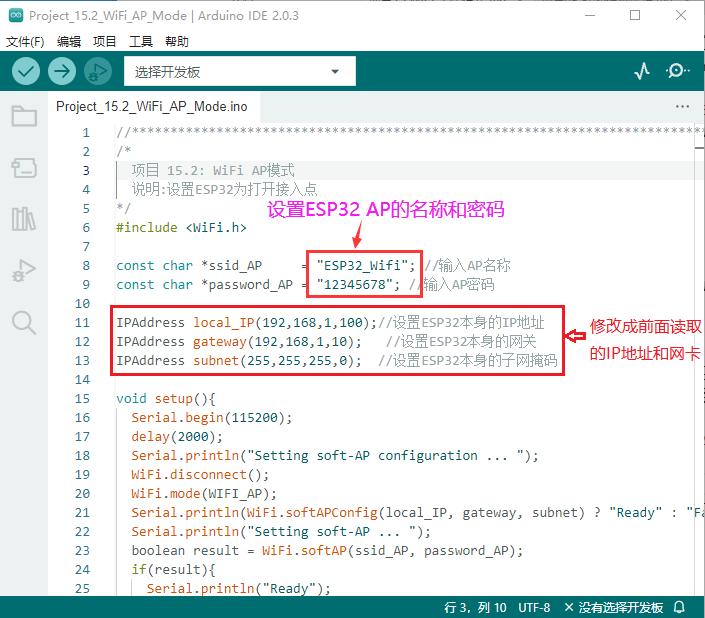 Project_15.2_WiFi_AP_Mode | Arduino IDE 2.0.3
文件(F) 编辑 项目 工具 帮助
选择开发板
Project_15.2_WiFi_AP_Mode.ino
1 //**************************************************************************
2 /*
3 项目 15.2: WiFi AP模式
4 说明:设置ESP32为打开接入点
设置ESP32 AP的名称和密码
5 */
6 #include <WiFi.h>
7
8 const char *ssid_AP = "ESP32_Wifi"; //输入AP名称
9 const char *password_AP = "12345678"; //输入AP密码
10
11 IPAddress local_IP(192,168,1,100);//设置ESP32本身的IP地址
12 IPAddress gateway(192,168,1,10); //设置ESP32本身的网关
13 IPAddress subnet(255,255,255,0); //设置ESP32本身的子网掩码
修改成前面读取
的IP地址和网卡
14
15 void setup(){
16 Serial.begin(115200);
17 delay(2000);
18 Serial.println("Setting soft-AP configuration ... ");
19 WiFi.disconnect();
20 WiFi.mode(WIFI_AP);
21 Serial.println(WiFi.softAPConfig(local_IP, gateway, subnet) ? "Ready" : "Fa
22 Serial.println("Setting soft-AP ... ");
23 boolean result = WiFi.softAP(ssid_AP, password_AP);
24 if(result){
25 Serial.println("Ready");
行 3，列 10 UTF-8 × 没有选择开发板